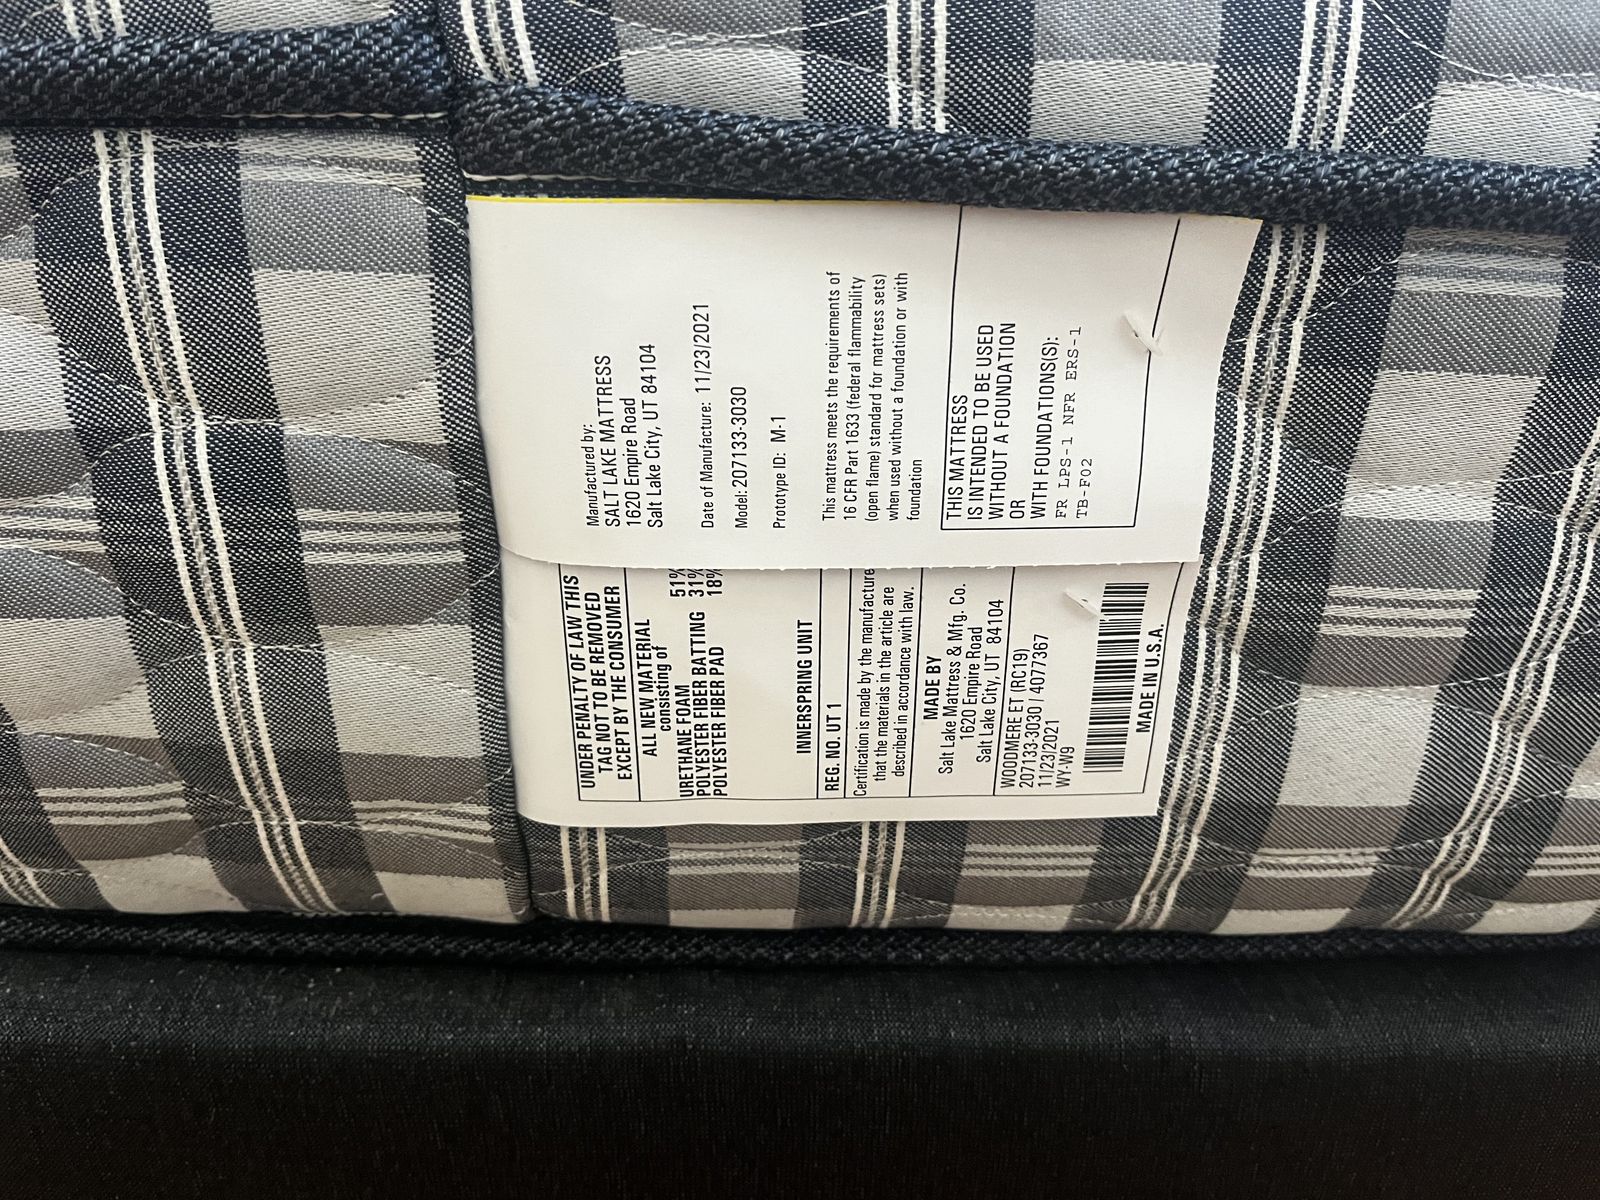 Manufactured by:
SALT LAKE MATTRESS
1620 Empire Road
Salt Lake City, UT 84104
Date of Manufacture: 11/23/2021
Model: 207133-3030
Prototype ID: M-1
This mattress meets the requirements of
16 CFR Part 1633 (federal flammability
(open flame) standard for mattress sets)
when used without a foundation or with
foundation
THIS MATTRESS
IS INTENDED TO BE USED
WITHOUT A FOUNDATION
OR
WITH FOUNDATIONS(S):
FR LPS-1 NFR ERS-1
TB-F02
UNDER PENALTY OF LAW THIS
TAG NOT TO BE REMOVED
EXCEPT BY THE CONSUMER
ALL NEW MATERIAL
consisting of
URETHANE FOAM 51%
POLYESTER FIBER BATTING 31%
POLYESTER FIBER PAD 18%
INNERSPRING UNIT
REG. NO. UT 1
Certification is made by the manufacture
that the materials in the article are
described in accordance with law.
MADE BY
Salt Lake Mattress & Mfg. Co.
1620 Empire Road
Salt Lake City, UT 84104
WOODMERE ET (RC19)
207133-3030 / 4077367
11/23/2021
WY-W9
MADE IN U.S.A.